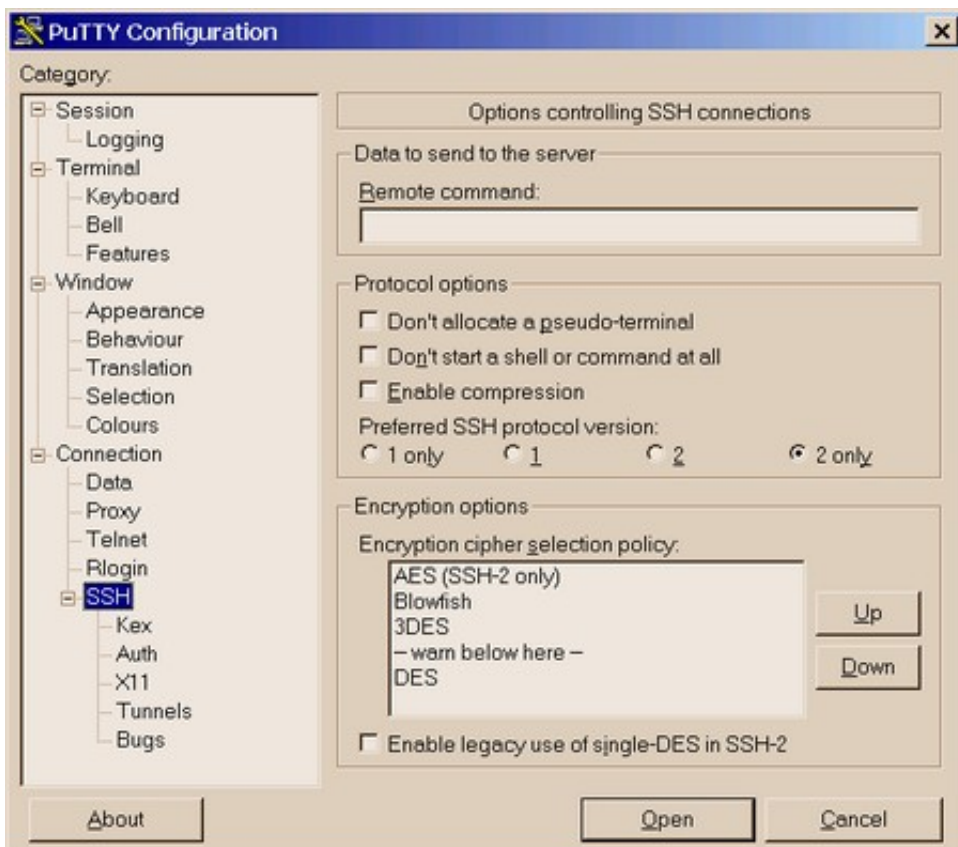 PuTTY Configuration
Category:
Session
Logging
Terminal
Keyboard
Bell
Features
Window
Appearance
Behaviour
Translation
Selection
Colours
Connection
Data
Proxy
Telnet
Rlogin
SSH
Kex
Auth
X11
Tunnels
Bugs
Options controlling SSH connections
Data to send to the server
Remote command:
Protocol options
Don't allocate a pseudo-terminal
Don't start a shell or command at all
Enable compression
Preferred SSH protocol version:
1 only 1 2 2 only
Encryption options
Encryption cipher selection policy:
AES (SSH-2 only)
Blowfish
3DES
– warn below here –
DES
Up
Down
Enable legacy use of single-DES in SSH-2
About
Open
Cancel